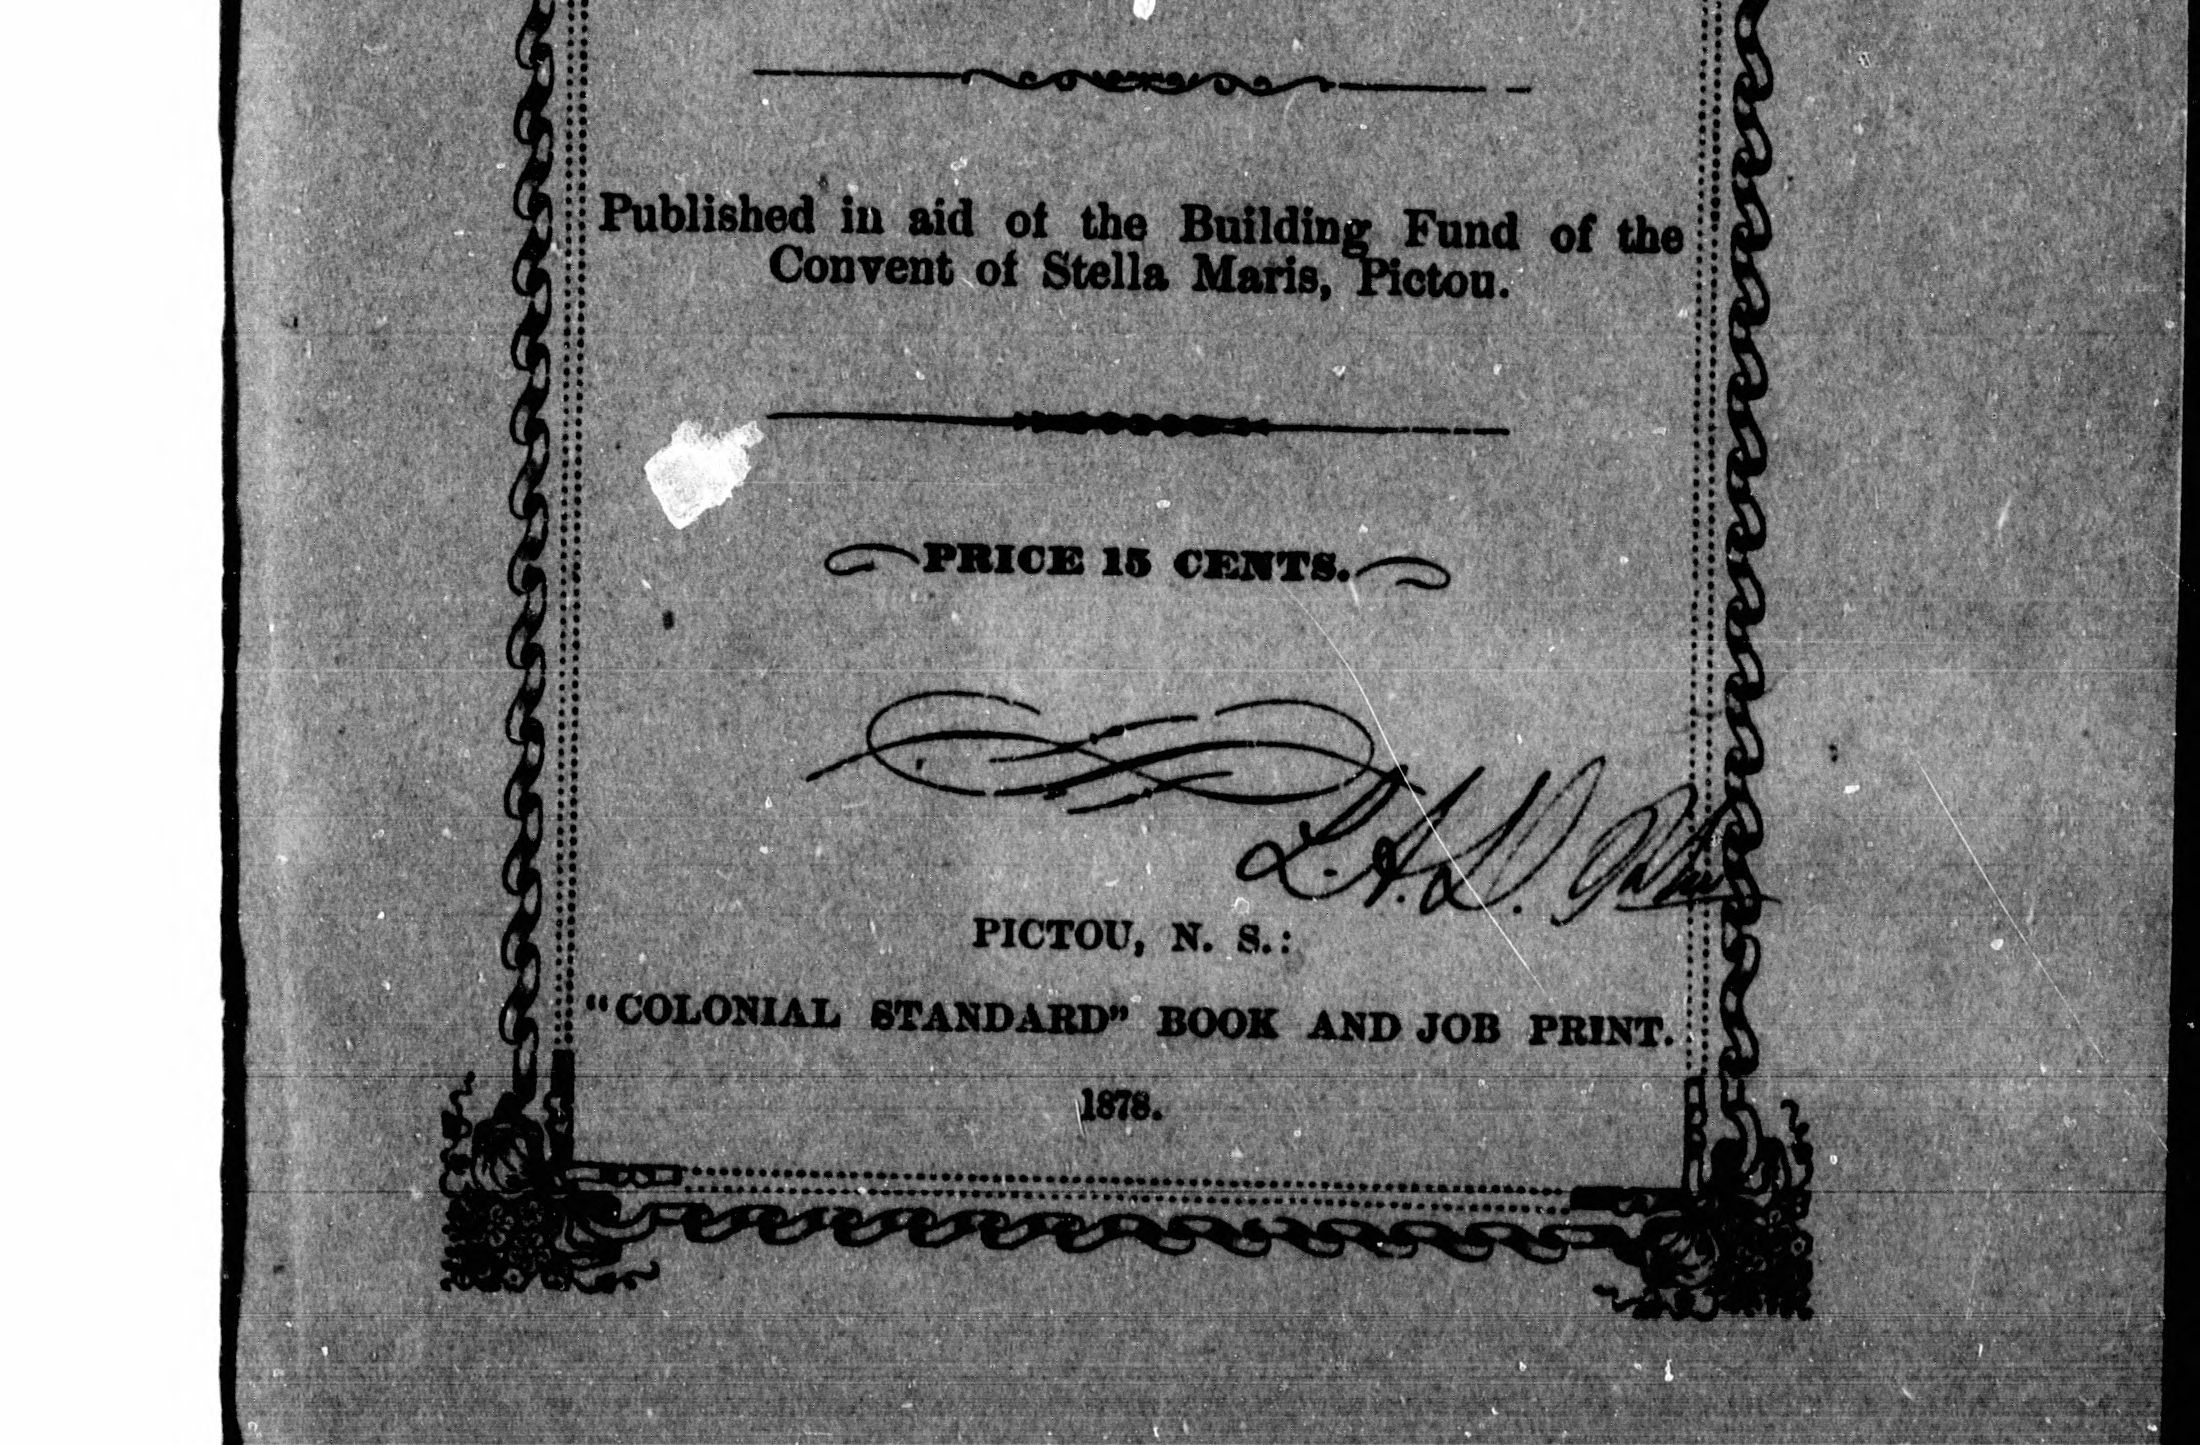 Published in aid of the Building Fund of the
Convent of Stella Maris, Pictou.
PRICE 15 CENTS.
L. A. D.
PICTOU, N. S.:
"COLONIAL STANDARD" BOOK AND JOB PRINT.
1878.